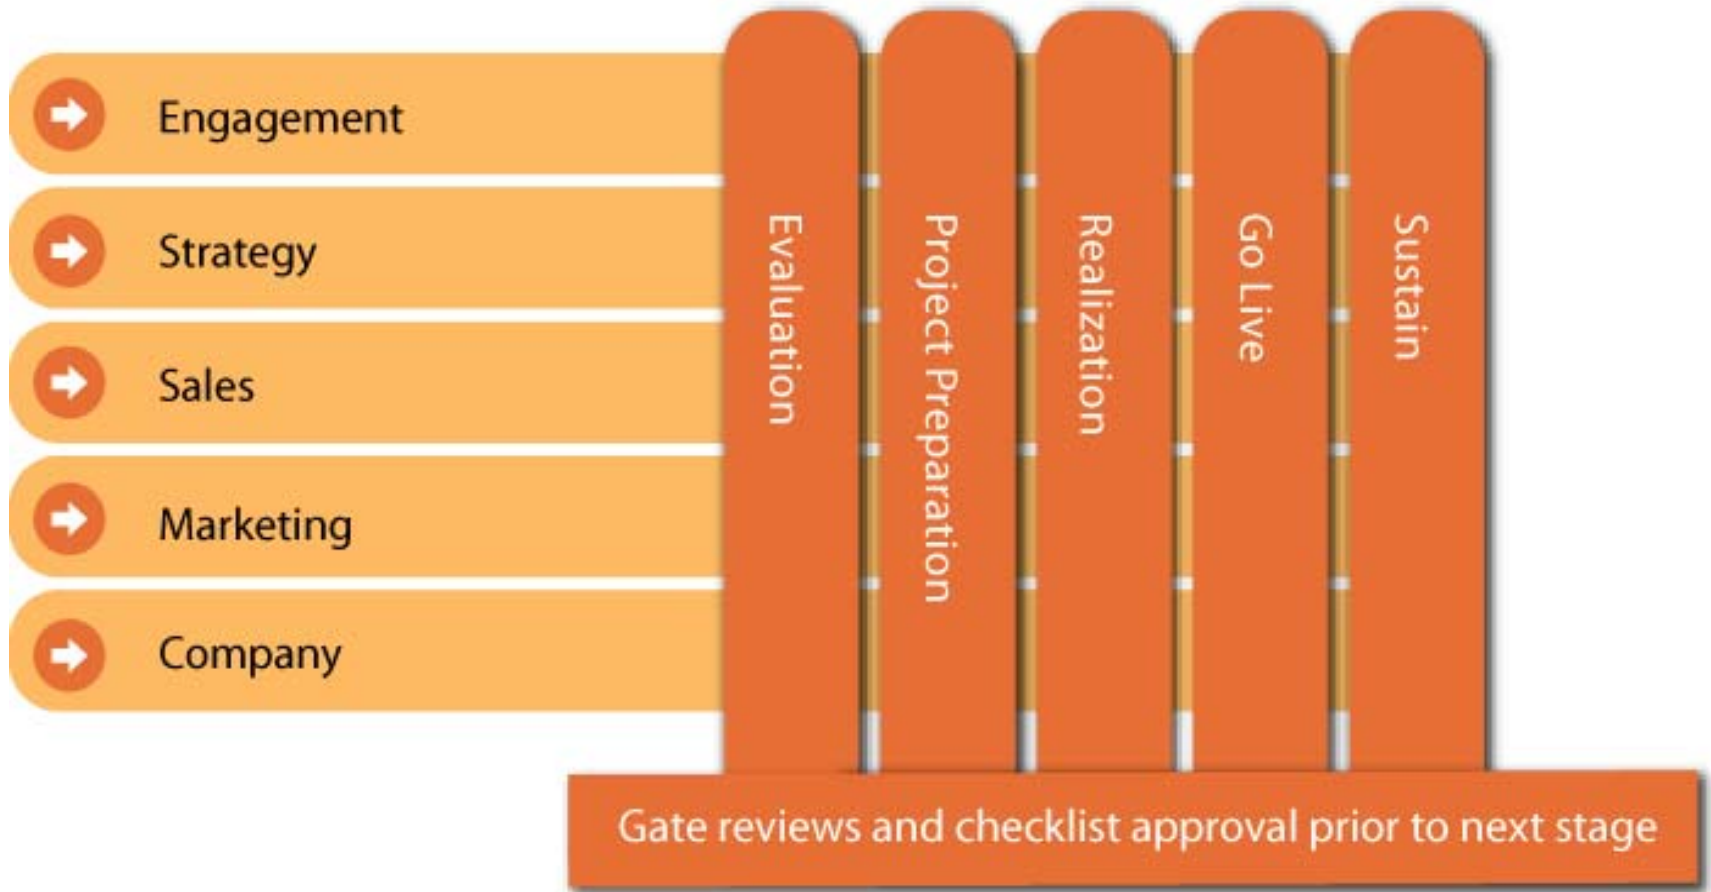 Engagement
Strategy
Sales
Marketing
Company
Evaluation
Project Preparation
Realization
Go Live
Sustain
Gate reviews and checklist approval prior to next stage